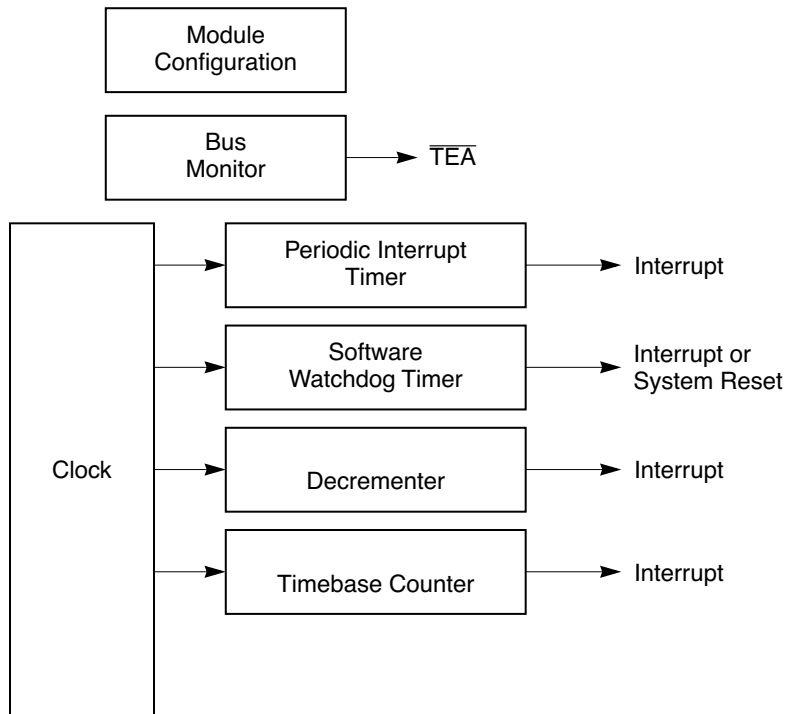 Module
Configuration
Bus
Monitor
T̅E̅A̅
Periodic Interrupt
Timer
Interrupt
Software
Watchdog Timer
Interrupt or
System Reset
Clock
Decrementer
Interrupt
Timebase Counter
Interrupt